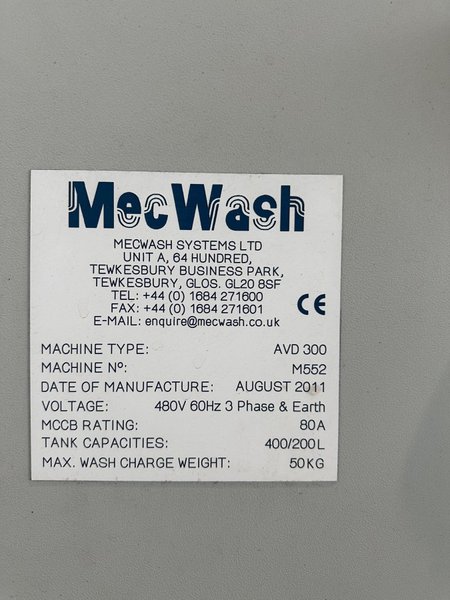 MecWash
MECWASH SYSTEMS LTD
UNIT A, 64 HUNDRED,
TEWKESBURY BUSINESS PARK,
TEWKESBURY, GLOS. GL20 8SF
TEL: +44 (0) 1684 271600
FAX: +44 (0) 1684 271601
E-MAIL: enquire@mecwash.co.uk
CE
MACHINE TYPE: AVD 300
MACHINE Nº: M552
DATE OF MANUFACTURE: AUGUST 2011
VOLTAGE: 480V 60Hz 3 Phase & Earth
MCCB RATING: 80A
TANK CAPACITIES: 400/200L
MAX. WASH CHARGE WEIGHT: 50KG